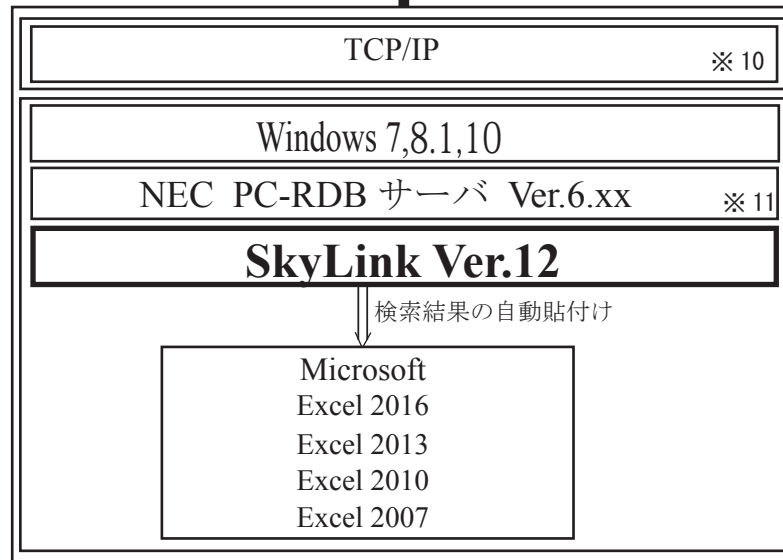 TCP/IP ※10
Windows 7,8.1,10
NEC PC-RDB サーバ Ver.6.xx ※11
SkyLink Ver.12
検索結果の自動貼付け
Microsoft
Excel 2016
Excel 2013
Excel 2010
Excel 2007